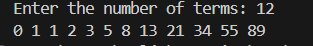 Enter the number of terms: 12
0 1 1 2 3 5 8 13 21 34 55 89